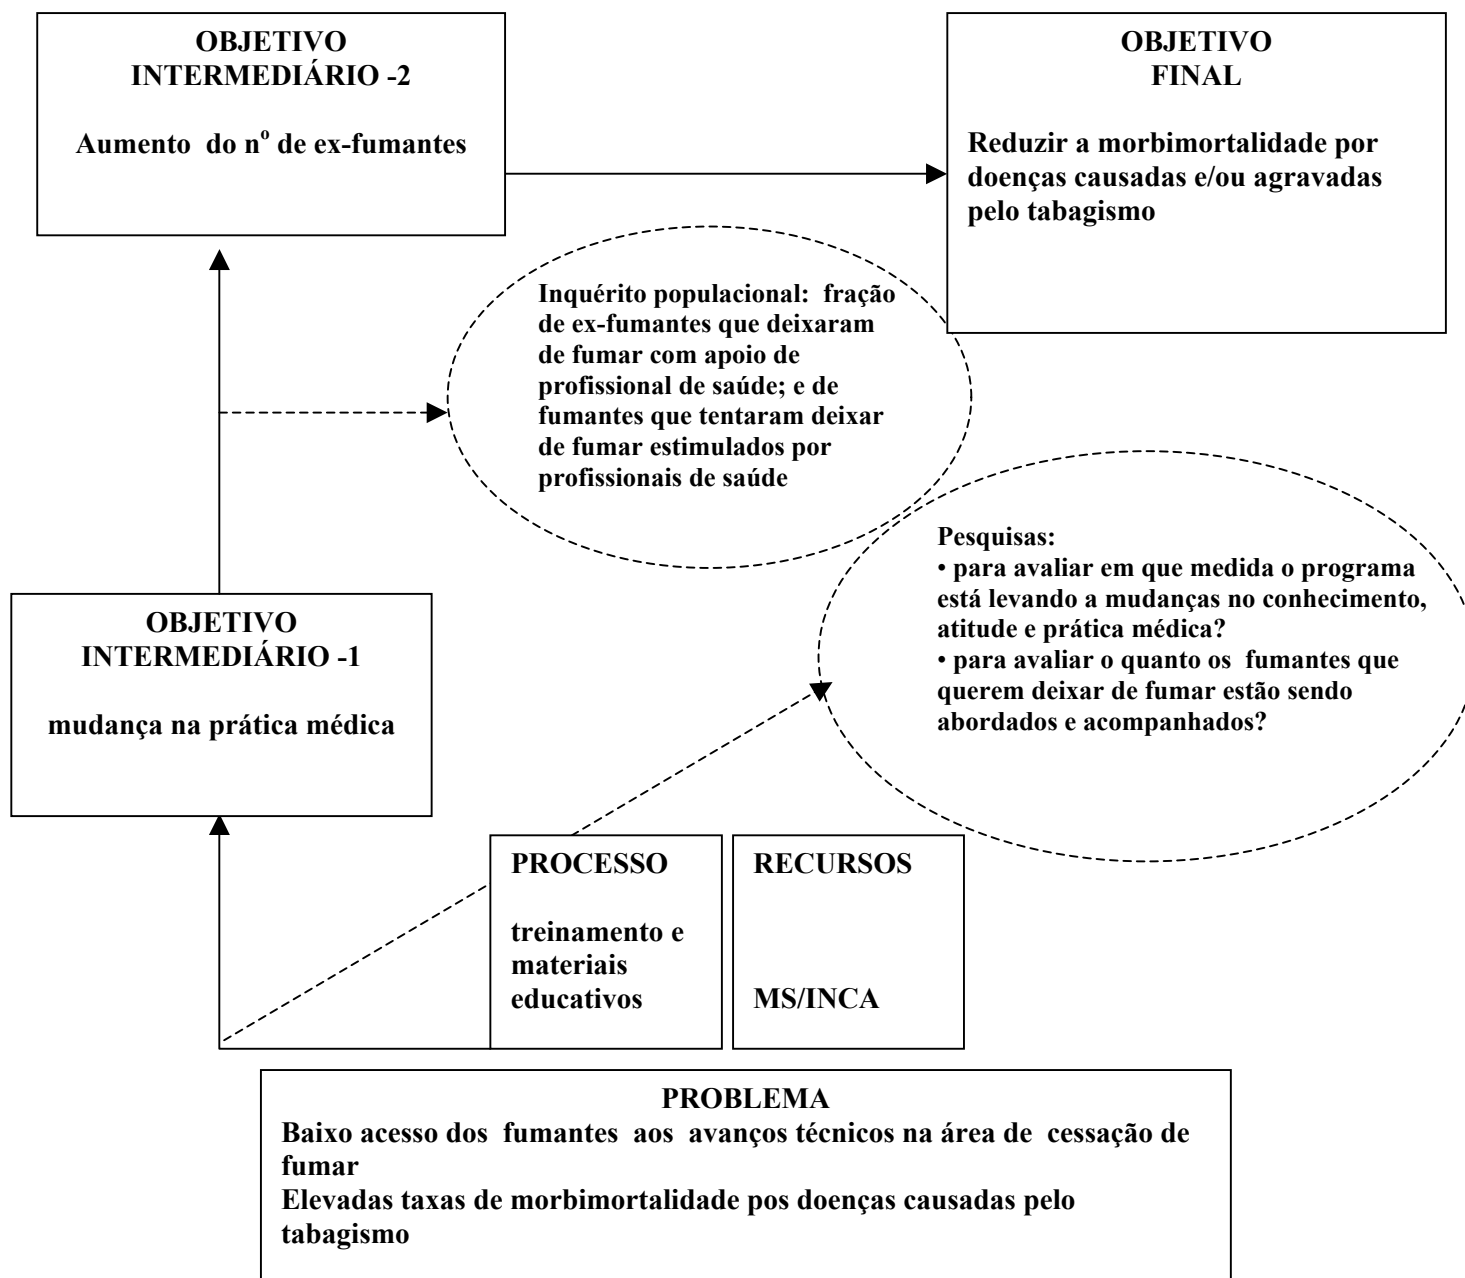 OBJETIVO
INTERMEDIÁRIO -2
Aumento do nº de ex-fumantes
OBJETIVO
FINAL
Reduzir a morbimortalidade por
doenças causadas e/ou agravadas
pelo tabagismo
Inquérito populacional: fração
de ex-fumantes que deixaram
de fumar com apoio de
profissional de saúde; e de
fumantes que tentaram deixar
de fumar estimulados por
profissionais de saúde
Pesquisas:
• para avaliar em que medida o programa
está levando a mudanças no conhecimento,
atitude e prática médica?
• para avaliar o quanto os fumantes que
querem deixar de fumar estão sendo
abordados e acompanhados?
OBJETIVO
INTERMEDIÁRIO -1
mudança na prática médica
PROCESSO
treinamento e
materiais
educativos
RECURSOS
MS/INCA
PROBLEMA
Baixo acesso dos fumantes aos avanços técnicos na área de cessação de
fumar
Elevadas taxas de morbimortalidade pos doenças causadas pelo
tabagismo